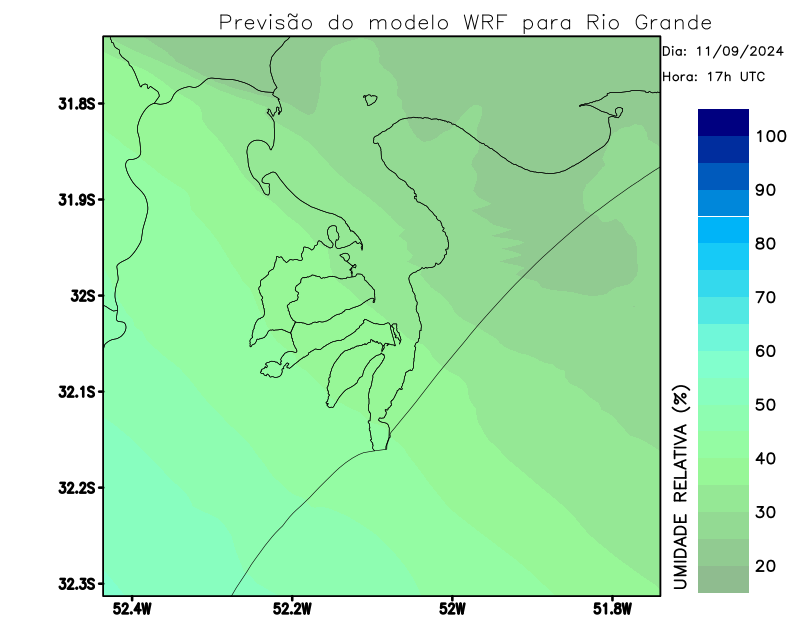 Previsão do modelo WRF para Rio Grande
Dia: 11/09/2024
Hora: 17h UTC
31.8S
31.9S
32S
32.1S
32.2S
32.3S
52.4W
52.2W
52W
51.8W
100
90
80
70
60
50
40
30
20
UMIDADE RELATIVA (%)